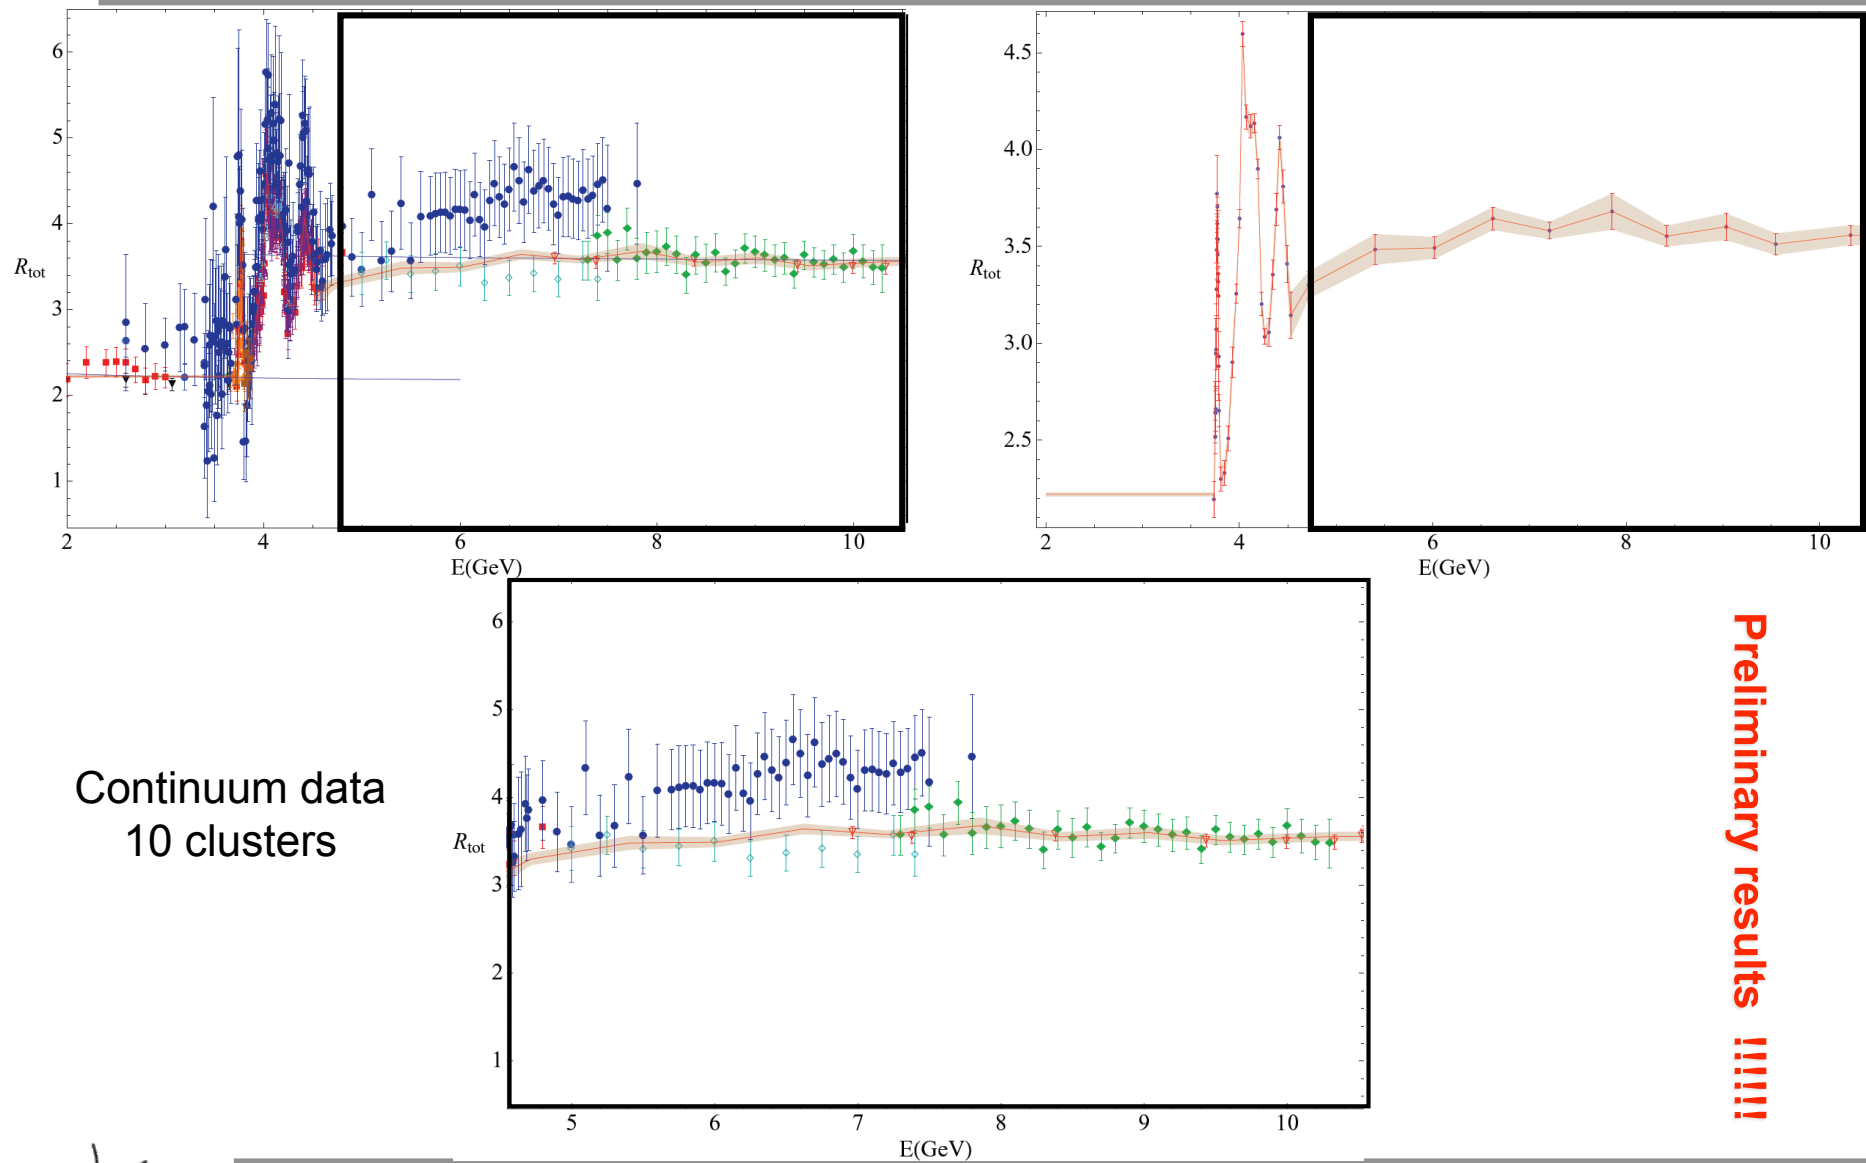 6
5
4
3
2
1
R_tot
2 4 6 8 10
E(GeV)
4.5
4.0
3.5
3.0
2.5
R_tot
2 4 6 8 10
E(GeV)
Continuum data
10 clusters
6
5
4
3
2
1
R_tot
5 6 7 8 9 10
E(GeV)
Preliminary results !!!!!!